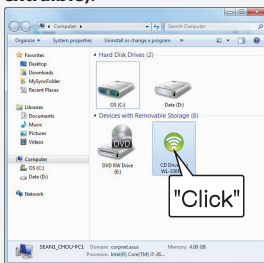 Computer
Search Computer
Organize
System properties
Uninstall or change a program
Favorites
Desktop
Downloads
MySyncFolder
Recent Places
Libraries
Documents
Music
Pictures
Videos
Computer
OS (C:)
Data (D:)
Network
Hard Disk Drives (2)
OS (C:)
Data (D:)
Devices with Removable Storage (6)
DVD
DVD RW Drive
(E:)
CD Drive
"Click"
SEAN1_CHOU-PC1 Domain: corpnet.asus Memory: 4.00 GB
Processor: Intel(R) Core(TM) i7-26...